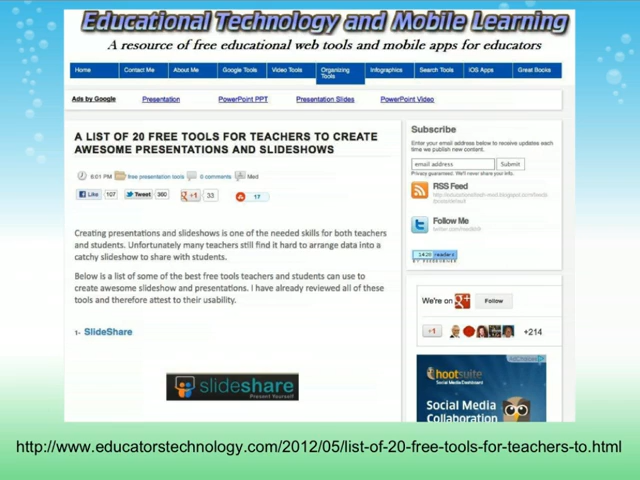 Educational Technology and Mobile Learning
A resource of free educational web tools and mobile apps for educators
Home Contact Me About Me Google Tools Video Tools Organizing Tools Infographics Search Tools iOS Apps Great Books
Ads by Google Presentation PowerPoint PPT Presentation Slides PowerPoint Video
A LIST OF 20 FREE TOOLS FOR TEACHERS TO CREATE
AWESOME PRESENTATIONS AND SLIDESHOWS
6:01 PM free presentation tools 0 comments Med
Like 107 Tweet 360 +1 33 17
Creating presentations and slideshows is one of the needed skills for both teachers
and students. Unfortunately many teachers still find it hard to arrange data into a
catchy slideshow to share with students.
Below is a list of some of the best free tools teachers and students can use to
create awesome slideshow and presentations. I have already reviewed all of these
tools and therefore attest to their usability.
1- SlideShare
slideshare
Present Yourself
Subscribe
Enter your email address below to receive updates each
time we publish new content.
email address Submit
Privacy guaranteed. We'll never share your info.
RSS Feed
Follow Me
readers
We're on g+ Follow
+1 +214
AdChoices
hootsuite
Social Media Dashboard
Social Media
Collaboration
http://www.educatorstechnology.com/2012/05/list-of-20-free-tools-for-teachers-to.html